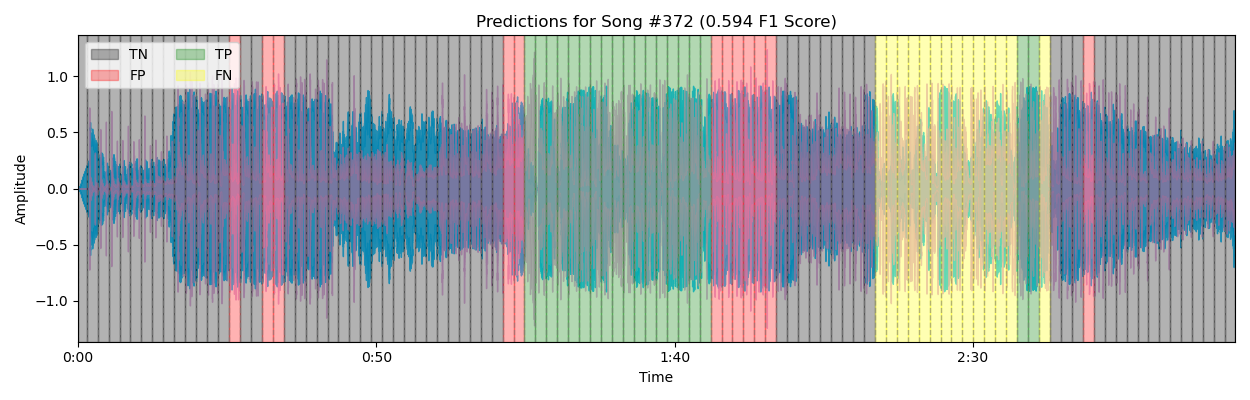 Predictions for Song #372 (0.594 F1 Score)
TN TP
FP FN
Amplitude
1.0
0.5
0.0
−0.5
−1.0
0:00 0:50 1:40 2:30
Time